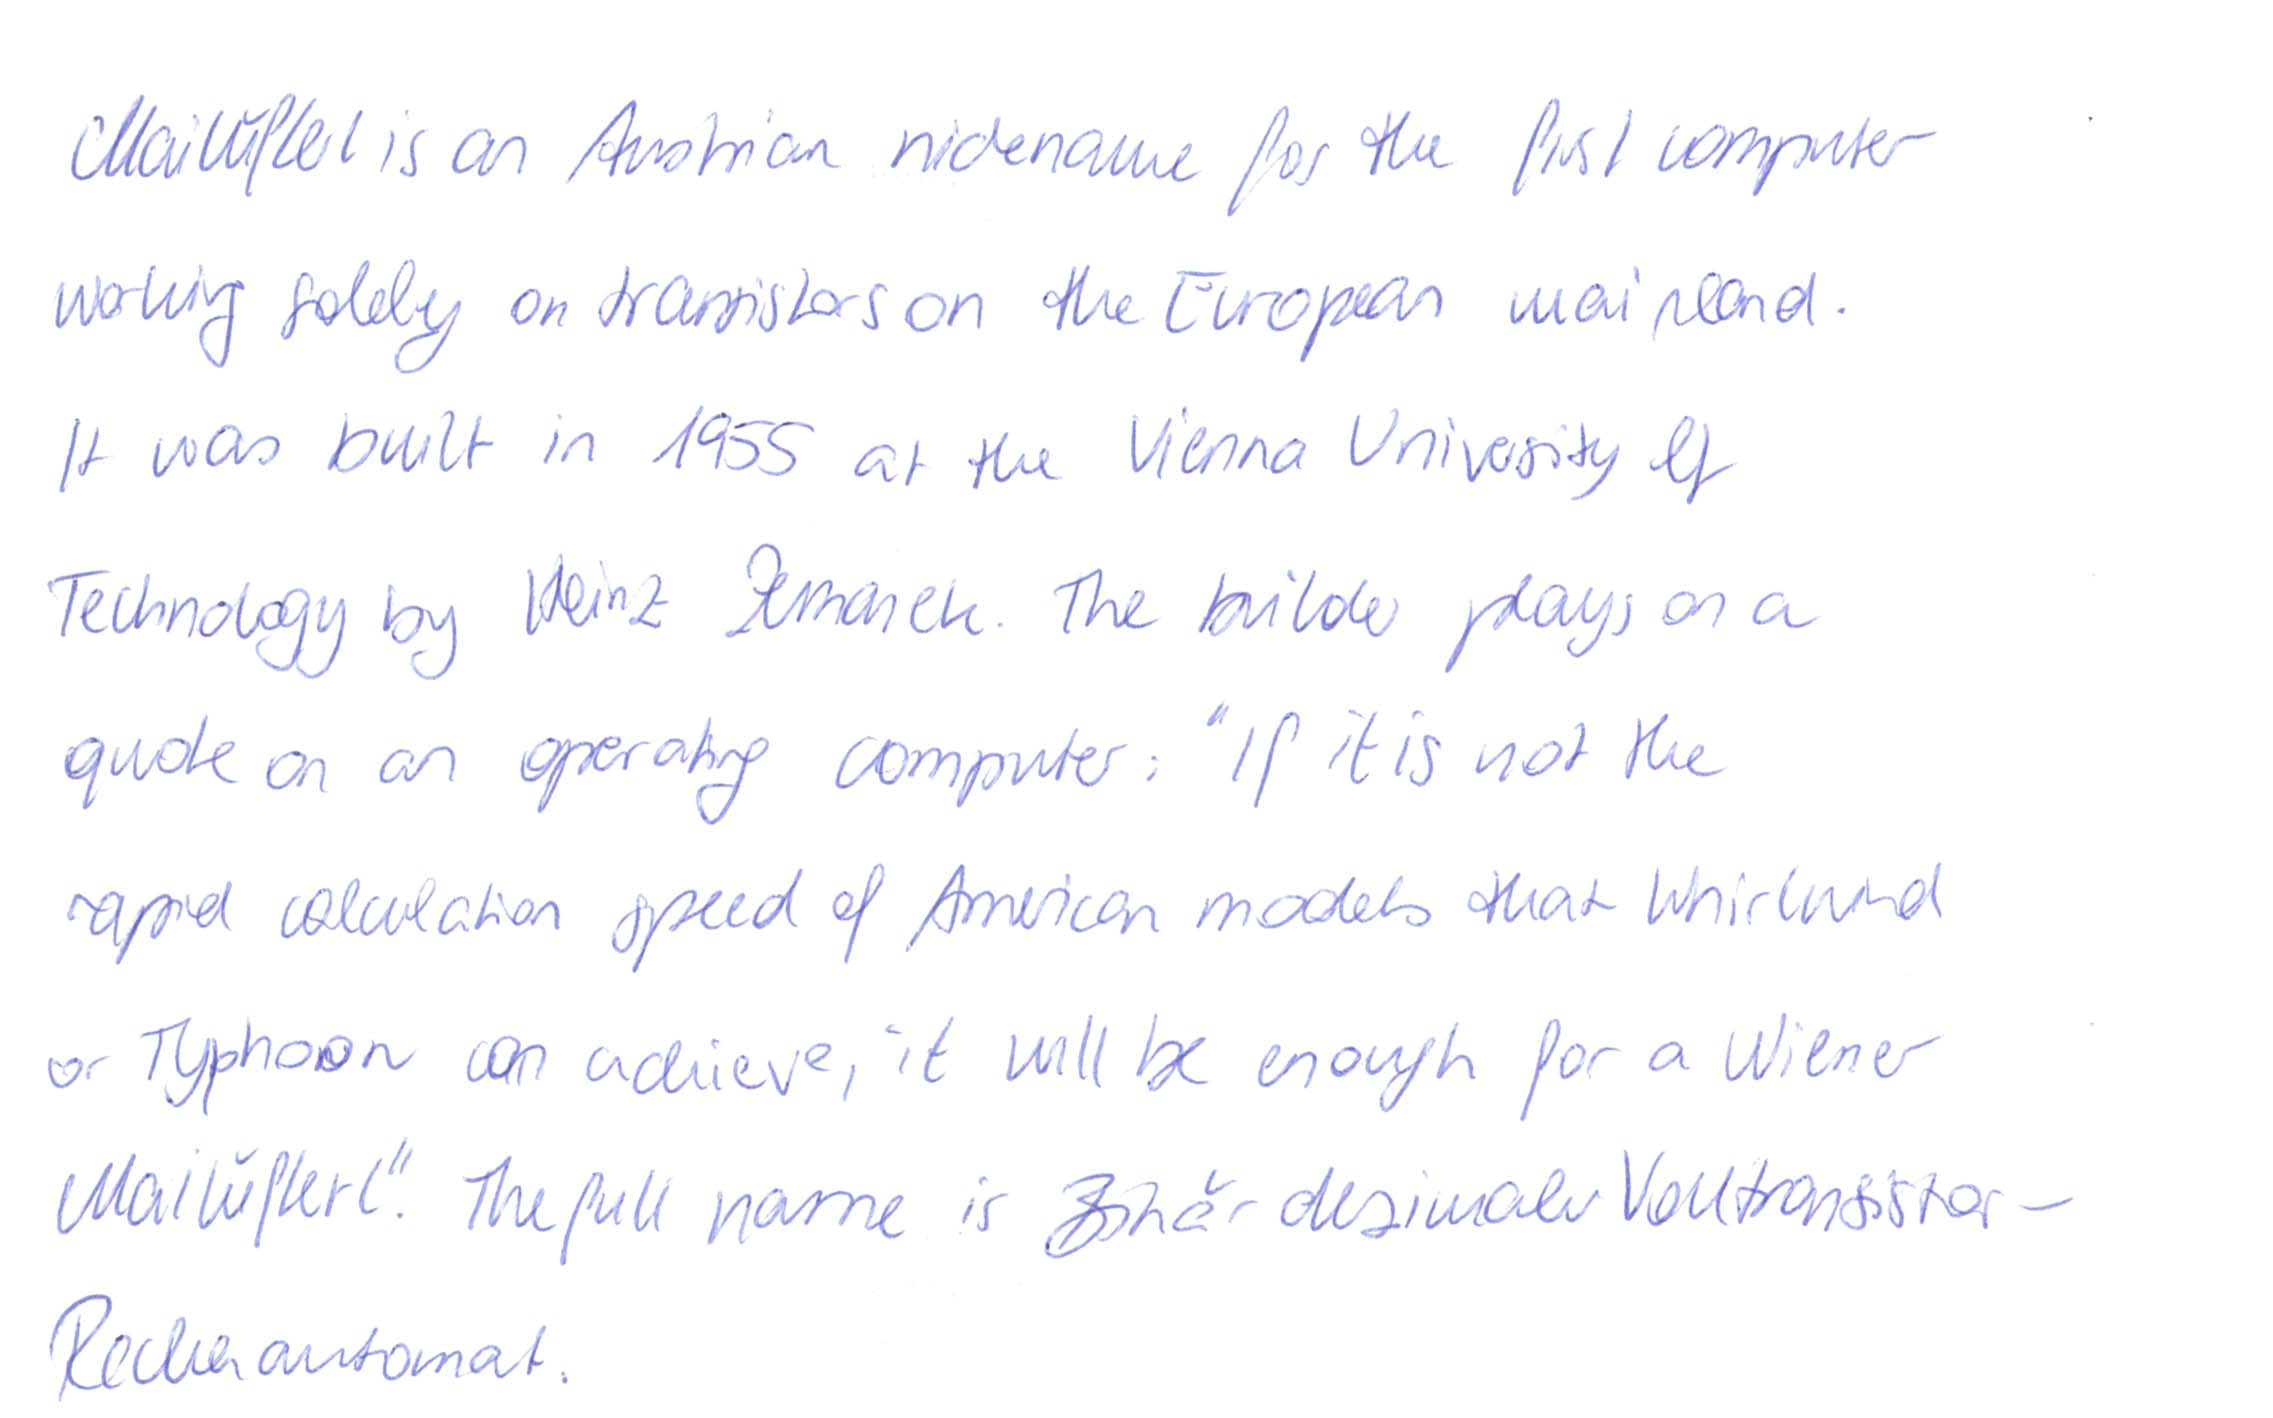 Mailüfterl is an Austrian nickname for the first computer
working solely on transistors on the European mainland.
It was built in 1955 at the Vienna University of
Technology by Heinz Zemanek. The builder plays on a
quote on an operating computer: "If it is not the
rapid calculation speed of American models that Whirlwind
or Typhoon can achieve, it will be enough for a Wiener
Mailüfterl". The full name is Binär dezimaler Volltransistor-
Rechenautomat.